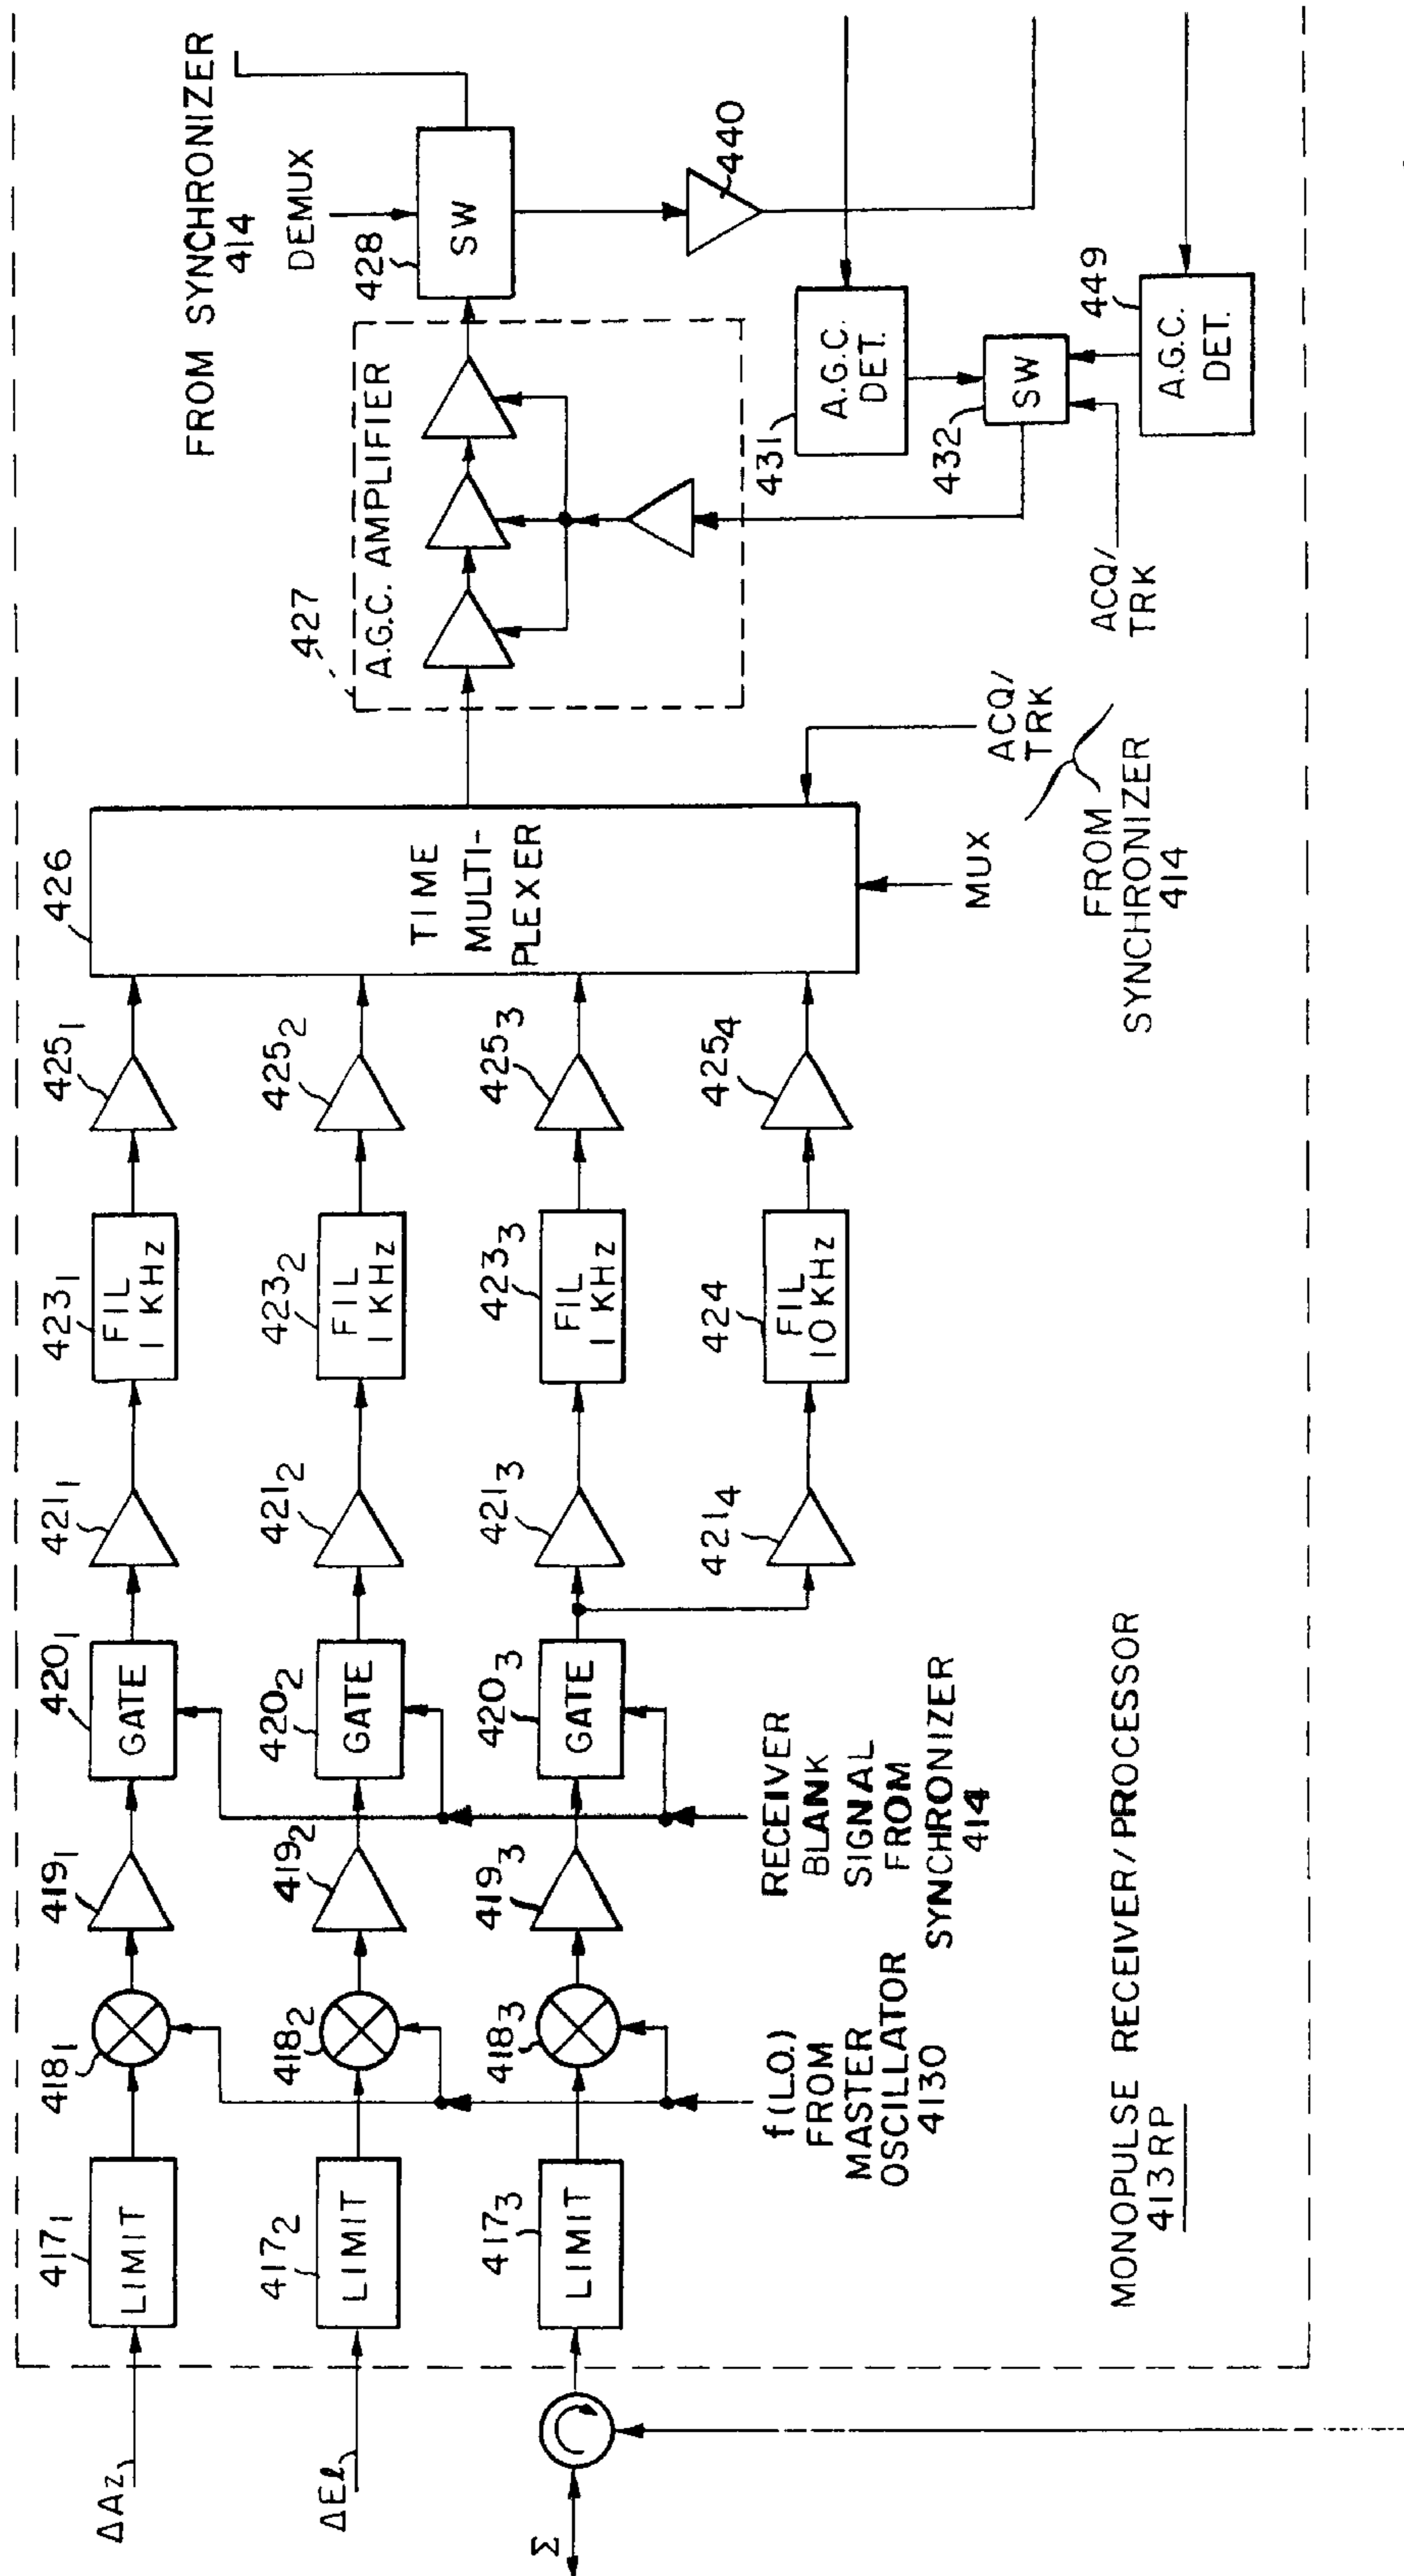 ΔAz
ΔEℓ
Σ
417₁
LIMIT
417₂
LIMIT
417₃
LIMIT
418₁
418₂
418₃
f(L.O.)
FROM
MASTER
OSCILLATOR
4130
419₁
419₂
419₃
420₁
GATE
420₂
GATE
420₃
GATE
RECEIVER
BLANK
SIGNAL
FROM
SYNCHRONIZER
414
421₁
421₂
421₃
421₄
423₁
FIL
1 KHz
423₂
FIL
1 KHz
423₃
FIL
1 KHz
424
FIL
10 KHz
425₁
425₂
425₃
425₄
426
TIME
MULTI-
PLEXER
MUX
ACQ/
TRK
FROM
SYNCHRONIZER
414
427
A.G.C. AMPLIFIER
FROM SYNCHRONIZER
414
DEMUX
428
SW
440
431
A.G.C.
DET.
432
SW
449
A.G.C.
DET.
ACQ/
TRK
MONOPULSE RECEIVER/PROCESSOR
413RP